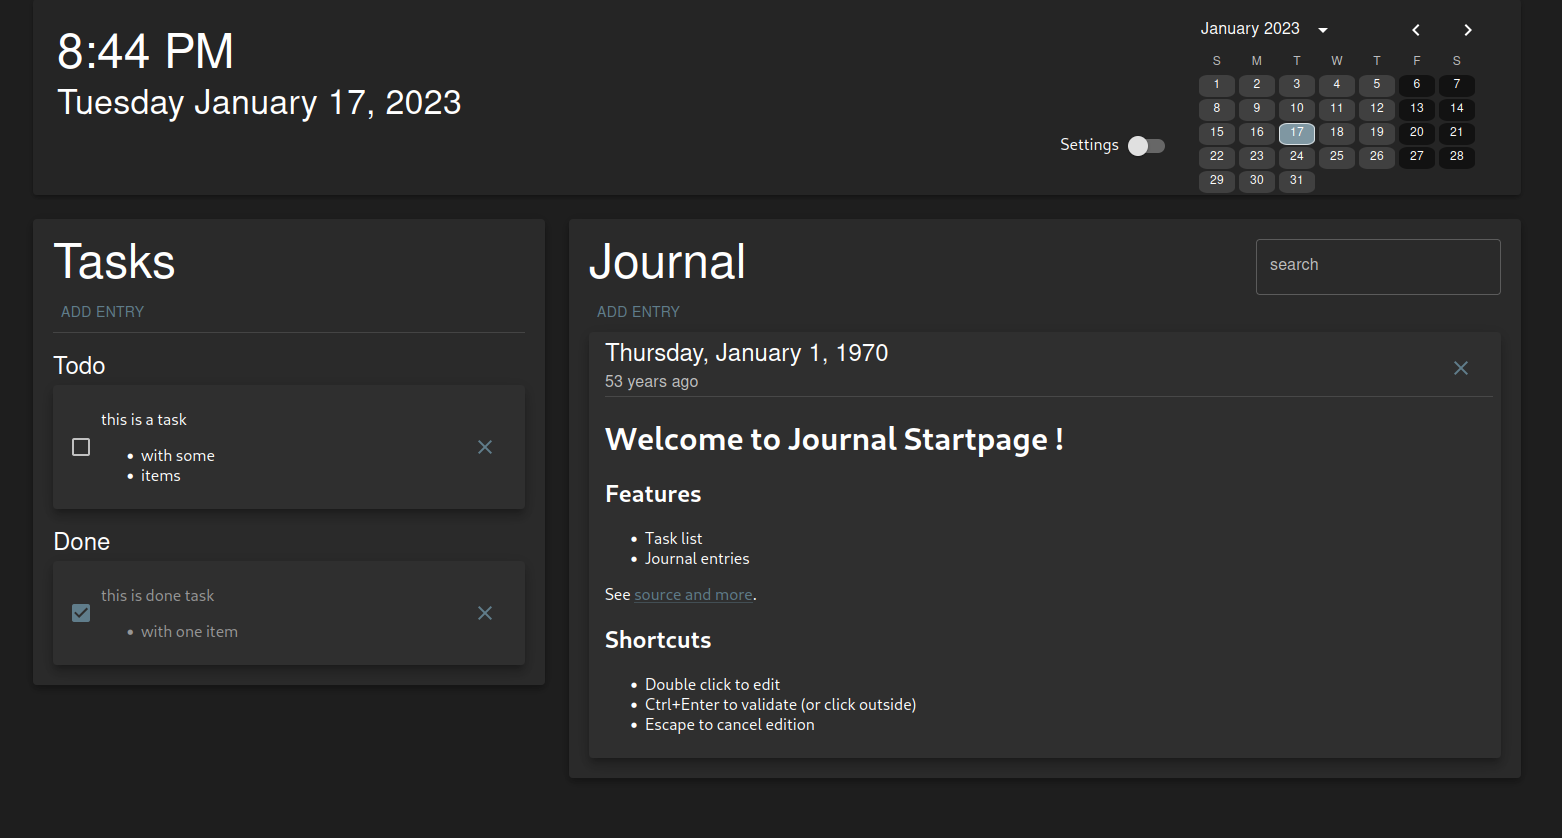 8:44 PM
Tuesday January 17, 2023
Settings
January 2023
S M T W T F S
1 2 3 4 5 6 7
8 9 10 11 12 13 14
15 16 17 18 19 20 21
22 23 24 25 26 27 28
29 30 31
Tasks
ADD ENTRY
Todo
this is a task
• with some
• items
Done
this is done task
• with one item
Journal
search
ADD ENTRY
Thursday, January 1, 1970
53 years ago
Welcome to Journal Startpage !
Features
• Task list
• Journal entries
See source and more.
Shortcuts
• Double click to edit
• Ctrl+Enter to validate (or click outside)
• Escape to cancel edition